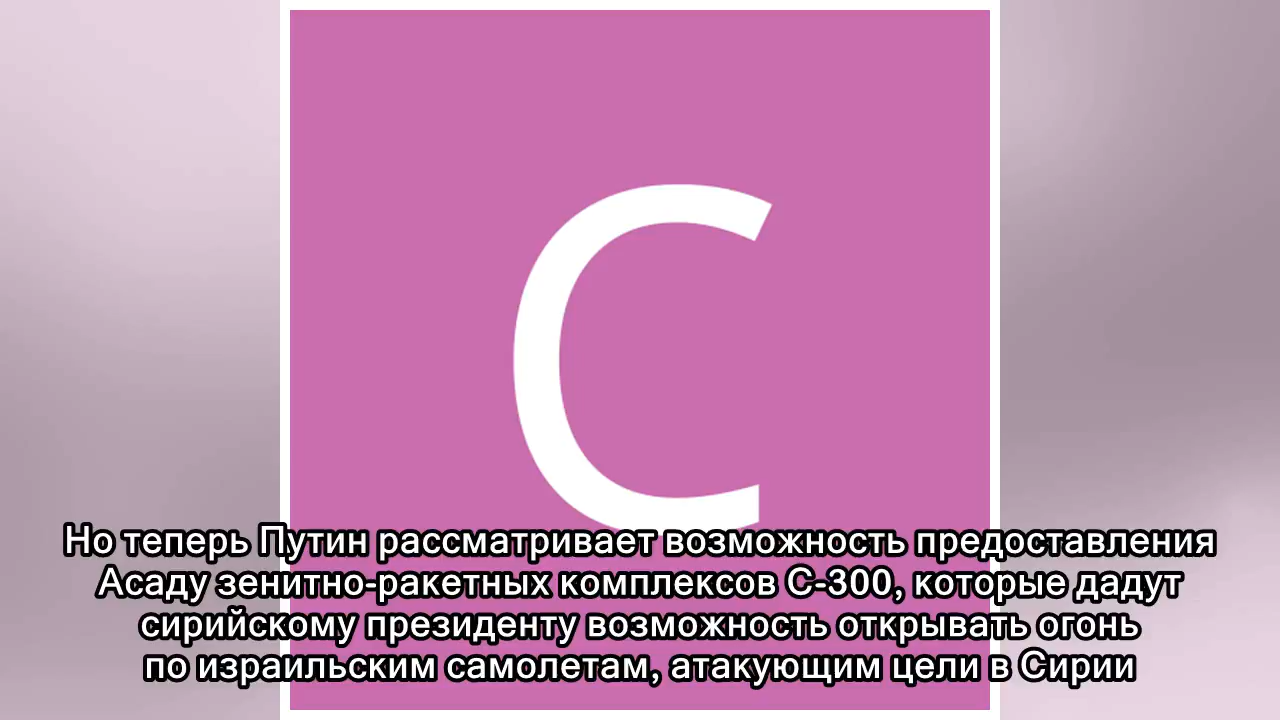 С
Но теперь Путин рассматривает возможность предоставления
Асаду зенитно-ракетных комплексов С-300, которые дадут
сирийскому президенту возможность открывать огонь
по израильским самолетам, атакующим цели в Сирии